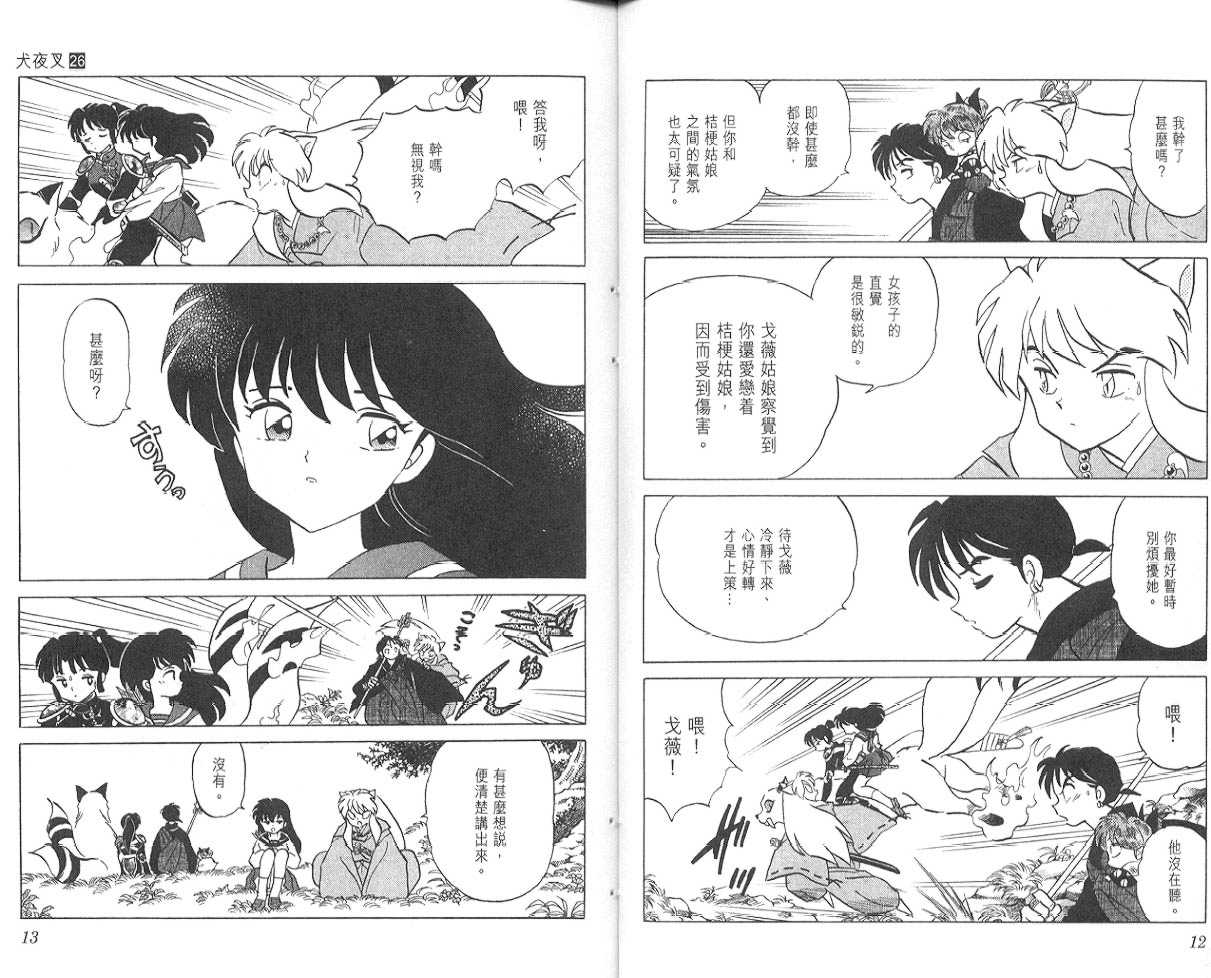 我幹了
甚麼嗎?
即使甚麼
都沒幹,
但你和
桔梗姑娘
之間的氣氛
也太可疑了。
女孩子的
直覺
是很敏銳的。
戈薇姑娘察覺到
你還愛戀着
桔梗姑娘,
因而受到傷害。
你最好暫時
別煩擾她。
待戈薇
冷靜下來、
心情好轉
才是上策…
喂!
喂!
戈薇!
他沒在聽。
12
犬夜叉 26
答我呀,
喂!
幹嗎
無視我?
甚麼呀?
すうっ
有甚麼想說,
便清楚講出來。
沒有。
13